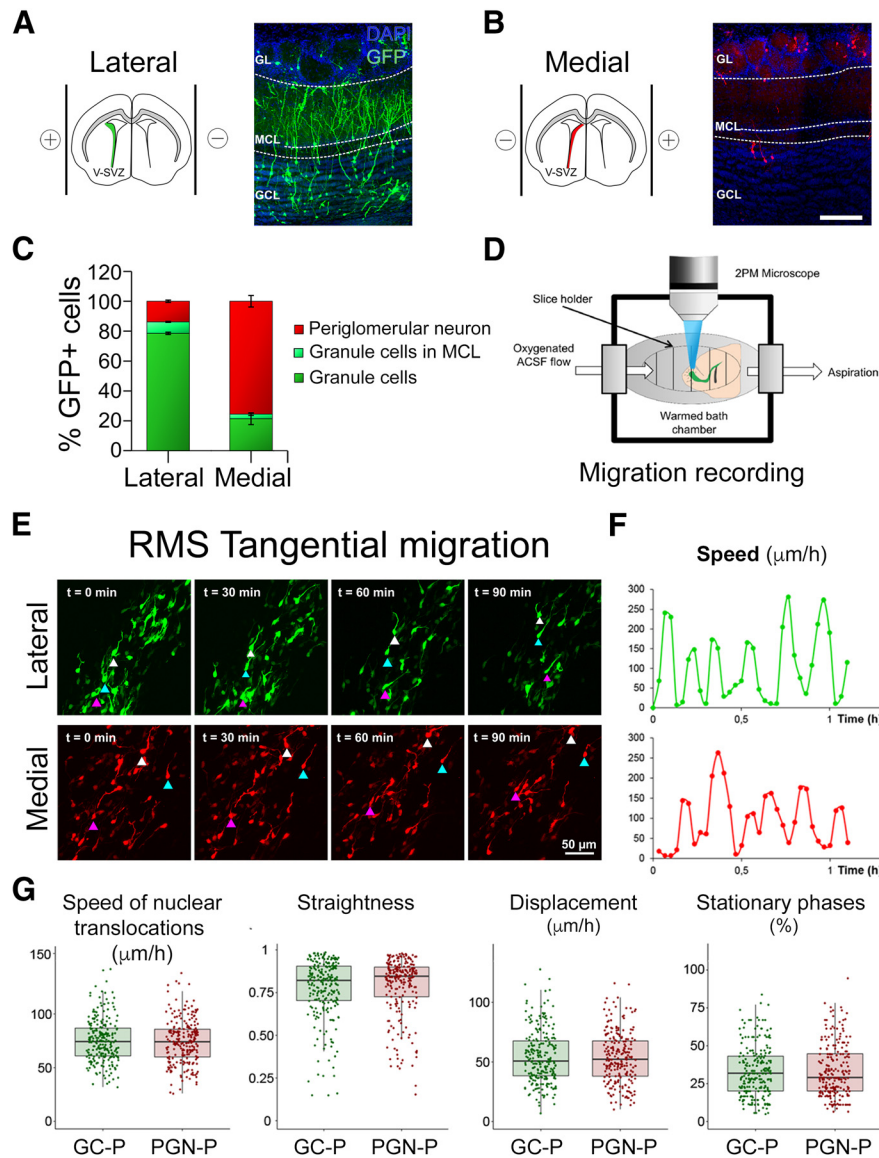 A
Lateral
+
−
V-SVZ
DAPI
GFP
GL
MCL
GCL
B
Medial
−
+
V-SVZ
GL
MCL
GCL
C
% GFP+ cells
120
100
80
60
40
20
0
Lateral
Medial
Periglomerular neuron
Granule cells in MCL
Granule cells
D
2PM Microscope
Slice holder
Oxygenated
ACSF flow
Aspiration
Warmed bath
chamber
Migration recording
E
RMS Tangential migration
Lateral
t = 0 min
t = 30 min
t = 60 min
t = 90 min
Medial
t = 0 min
t = 30 min
t = 60 min
t = 90 min
50 µm
F
Speed (µm/h)
300
250
200
150
100
50
0
0
0,5
1
Time (h)
300
250
200
150
100
50
0
0
0,5
1
Time (h)
G
Speed of nuclear
translocations
(µm/h)
150
100
50
0
GC-P
PGN-P
Straightness
1
0.75
0.50
0.25
0
GC-P
PGN-P
Displacement
(µm/h)
100
50
0
GC-P
PGN-P
Stationary phases
(%)
100
75
50
25
0
GC-P
PGN-P